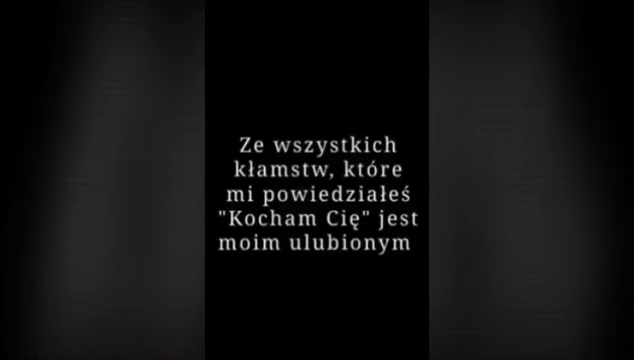 Ze wszystkich
kłamstw, które
mi powiedziałeś
"Kocham Cię" jest
moim ulubionym